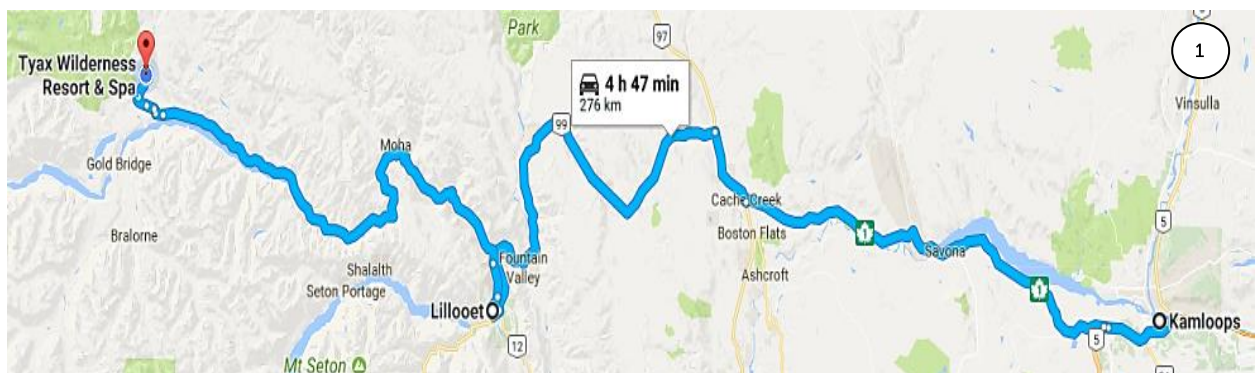 Park
97
1
Tyax Wilderness
Resort & Spa
4 h 47 min
276 km
Vinsulla
99
Moha
Gold Bridge
Cache Creek
5
Bralorne
Boston Flats
1
Savona
Fountain
Valley
Shalalth
Ashcroft
Seton Portage
1
Lillooet
Kamloops
12
5
Mt Seton